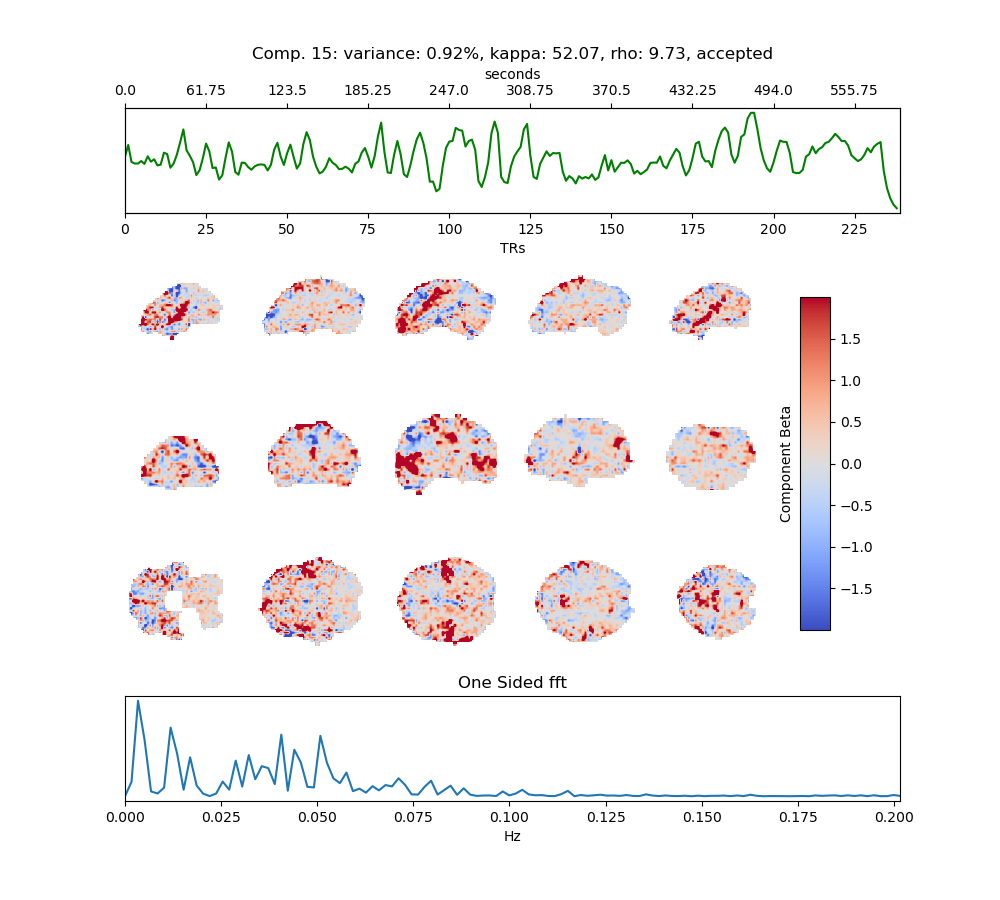 Comp. 15: variance: 0.92%, kappa: 52.07, rho: 9.73, accepted
seconds
0.0 61.75 123.5 185.25 247.0 308.75 370.5 432.25 494.0 555.75
0 25 50 75 100 125 150 175 200 225
TRs
1.5
1.0
0.5
0.0
−0.5
−1.0
−1.5
Component Beta
One Sided fft
0.000 0.025 0.050 0.075 0.100 0.125 0.150 0.175 0.200
Hz